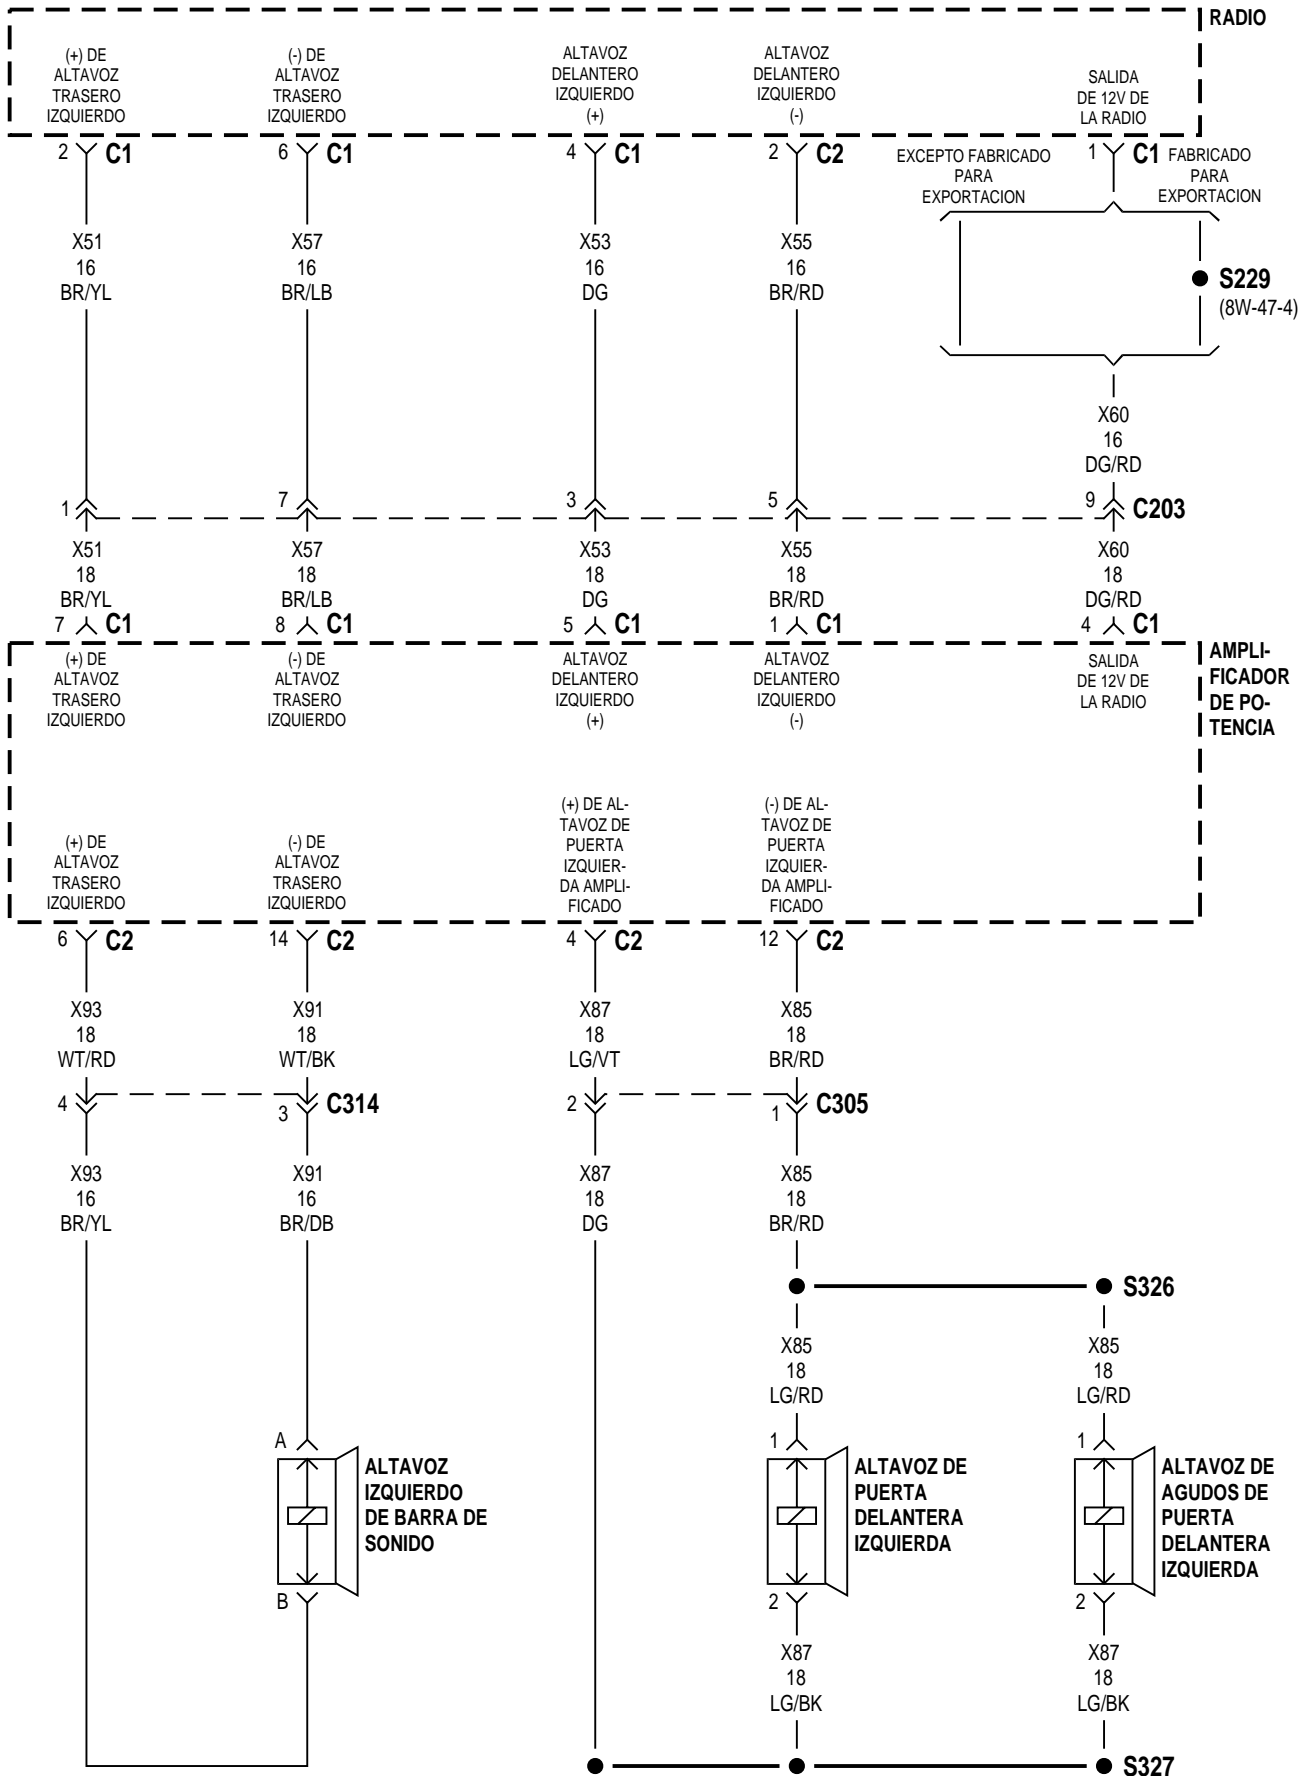 RADIO
(+) DE
ALTAVOZ
TRASERO
IZQUIERDO
(-) DE
ALTAVOZ
TRASERO
IZQUIERDO
ALTAVOZ
DELANTERO
IZQUIERDO
(+)
ALTAVOZ
DELANTERO
IZQUIERDO
(-)
SALIDA
DE 12V DE
LA RADIO
2 C1
6 C1
4 C1
2 C2
1 C1
EXCEPTO FABRICADO
PARA
EXPORTACION
FABRICADO
PARA
EXPORTACION
X51
16
BR/YL
X57
16
BR/LB
X53
16
DG
X55
16
BR/RD
S229
(8W-47-4)
X60
16
DG/RD
1
7
3
5
9 C203
X51
18
BR/YL
X57
18
BR/LB
X53
18
DG
X55
18
BR/RD
X60
18
DG/RD
7 C1
8 C1
5 C1
1 C1
4 C1
AMPLI-
FICADOR
DE PO-
TENCIA
(+) DE
ALTAVOZ
TRASERO
IZQUIERDO
(-) DE
ALTAVOZ
TRASERO
IZQUIERDO
ALTAVOZ
DELANTERO
IZQUIERDO
(+)
ALTAVOZ
DELANTERO
IZQUIERDO
(-)
SALIDA
DE 12V DE
LA RADIO
(+) DE
ALTAVOZ
TRASERO
IZQUIERDO
(-) DE
ALTAVOZ
TRASERO
IZQUIERDO
(+) DE AL-
TAVOZ DE
PUERTA
IZQUIER-
DA AMPLI-
FICADO
(-) DE AL-
TAVOZ DE
PUERTA
IZQUIER-
DA AMPLI-
FICADO
6 C2
14 C2
4 C2
12 C2
X93
18
WT/RD
X91
18
WT/BK
X87
18
LG/VT
X85
18
BR/RD
4
3 C314
2
1 C305
X93
16
BR/YL
X91
16
BR/DB
X87
18
DG
X85
18
BR/RD
S326
X85
18
LG/RD
X85
18
LG/RD
A
1
1
ALTAVOZ
IZQUIERDO
DE BARRA DE
SONIDO
ALTAVOZ DE
PUERTA
DELANTERA
IZQUIERDA
ALTAVOZ DE
AGUDOS DE
PUERTA
DELANTERA
IZQUIERDA
B
2
2
X87
18
LG/BK
X87
18
LG/BK
S327